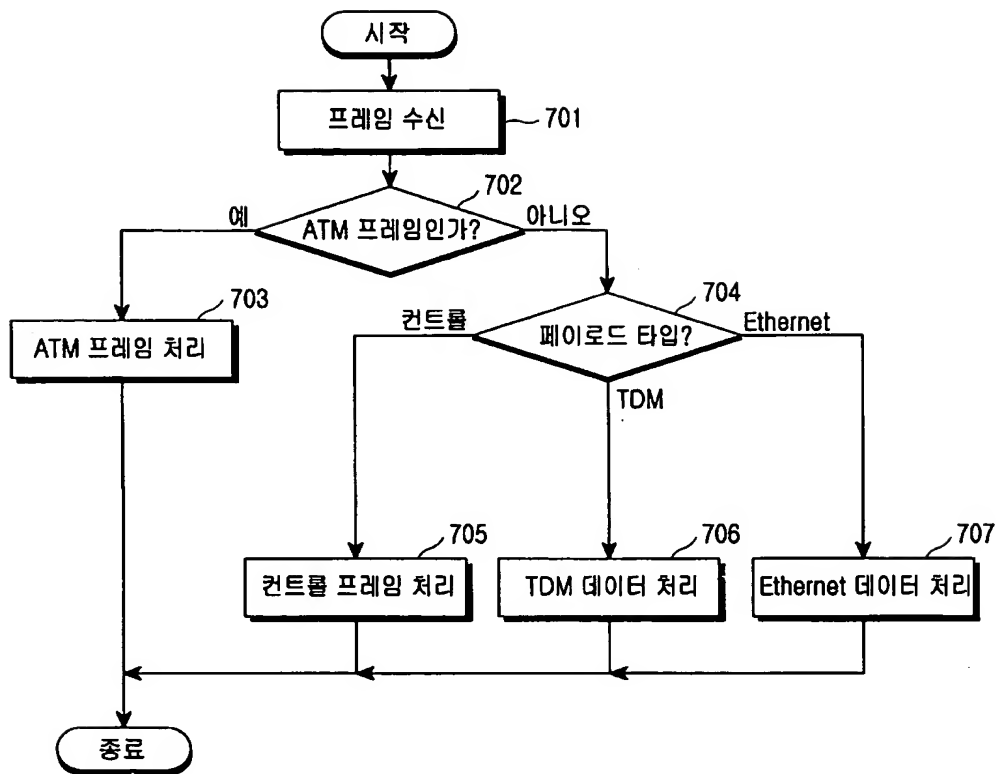 시작
프레임 수신
701
702
예
ATM 프레임인가?
아니오
703
ATM 프레임 처리
704
컨트롤
페이로드 타입?
Ethernet
TDM
705
컨트롤 프레임 처리
706
TDM 데이터 처리
707
Ethernet 데이터 처리
종료